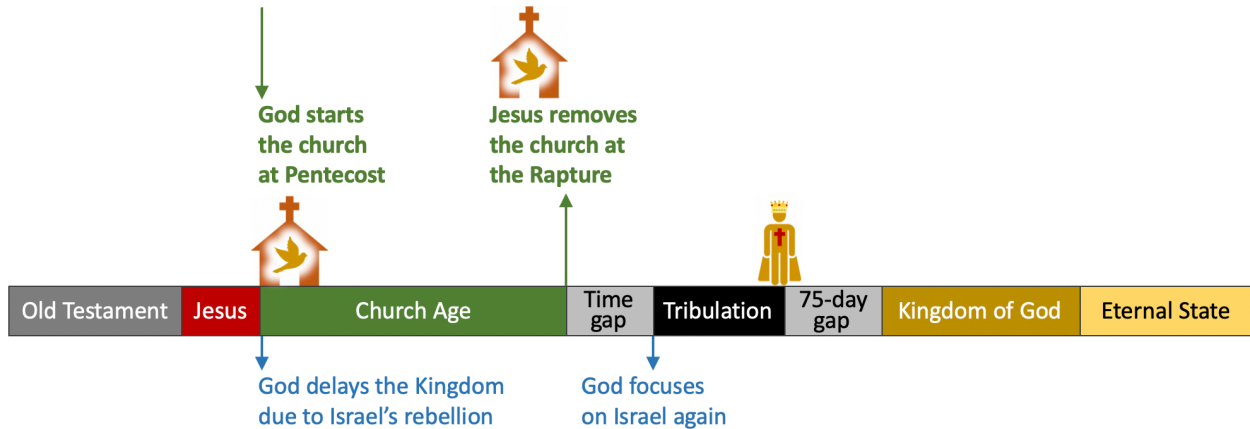 God starts
the church
at Pentecost
Jesus removes
the church at
the Rapture
Old Testament
Jesus
Church Age
Time
gap
Tribulation
75-day
gap
Kingdom of God
Eternal State
God delays the Kingdom
due to Israel’s rebellion
God focuses
on Israel again